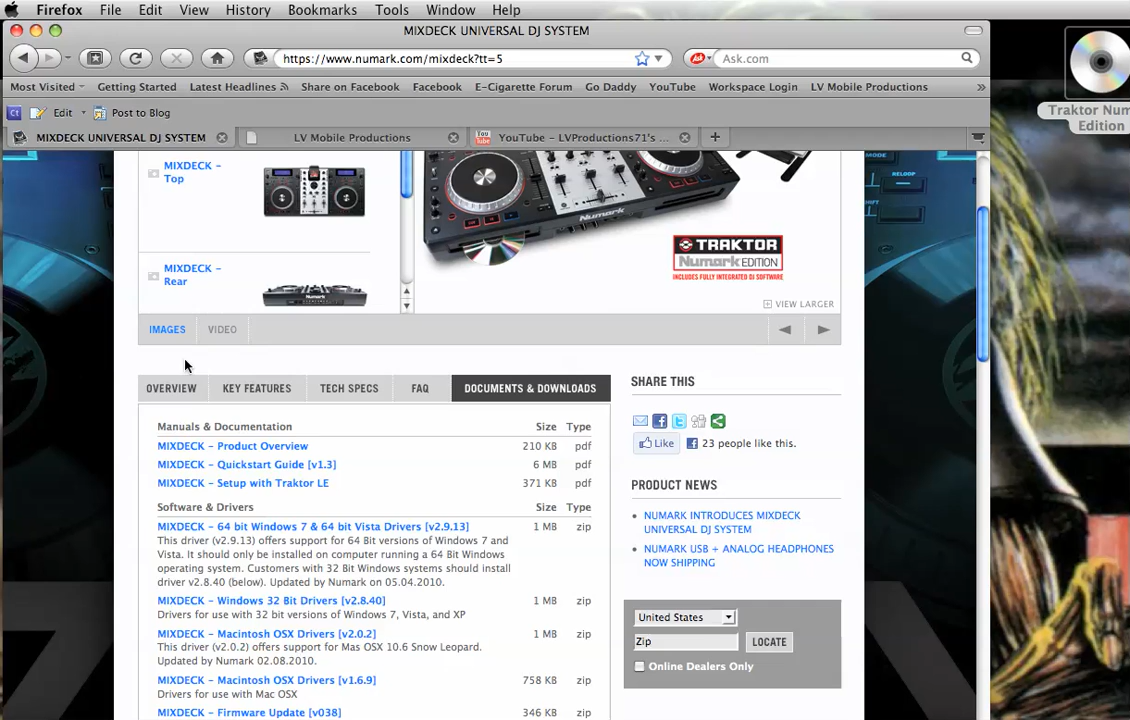 Firefox File Edit View History Bookmarks Tools Window Help
MIXDECK UNIVERSAL DJ SYSTEM
https://www.numark.com/mixdeck?tt=5
Ask Ask.com
Most Visited Getting Started Latest Headlines Share on Facebook Facebook E-Cigarette Forum Go Daddy YouTube Workspace Login LV Mobile Productions »
Ct Edit Post to Blog
MIXDECK UNIVERSAL DJ SYSTEM LV Mobile Productions YouTube - LVProductions71's ... +
Traktor Num
Edition
MIXDECK –
Top
MIXDECK –
Rear
Numark
Numark
TRAKTOR
Numark EDITION
INCLUDES FULLY INTEGRATED DJ SOFTWARE
VIEW LARGER
MODE
RELOOP
SHIFT
IMAGES VIDEO
OVERVIEW KEY FEATURES TECH SPECS FAQ DOCUMENTS & DOWNLOADS
Manuals & Documentation Size Type
MIXDECK – Product Overview 210 KB pdf
MIXDECK – Quickstart Guide [v1.3] 6 MB pdf
MIXDECK – Setup with Traktor LE 371 KB pdf
Software & Drivers Size Type
MIXDECK – 64 bit Windows 7 & 64 bit Vista Drivers [v2.9.13] 1 MB zip
This driver (v2.9.13) offers support for 64 Bit versions of Windows 7 and
Vista. It should only be installed on computer running a 64 Bit Windows
operating system. Customers with 32 Bit Windows systems should install
driver v2.8.40 (below). Updated by Numark on 05.04.2010.
MIXDECK – Windows 32 Bit Drivers [v2.8.40] 1 MB zip
Drivers for use with 32 bit versions of Windows 7, Vista, and XP
MIXDECK – Macintosh OSX Drivers [v2.0.2] 1 MB zip
This driver (v2.0.2) offers support for Mas OSX 10.6 Snow Leopard.
Updated by Numark 02.08.2010.
MIXDECK – Macintosh OSX Drivers [v1.6.9] 758 KB zip
Drivers for use with Mac OSX
MIXDECK – Firmware Update [v038] 346 KB zip
SHARE THIS
Like 23 people like this.
PRODUCT NEWS
NUMARK INTRODUCES MIXDECK
UNIVERSAL DJ SYSTEM
NUMARK USB + ANALOG HEADPHONES
NOW SHIPPING
United States
Zip LOCATE
Online Dealers Only